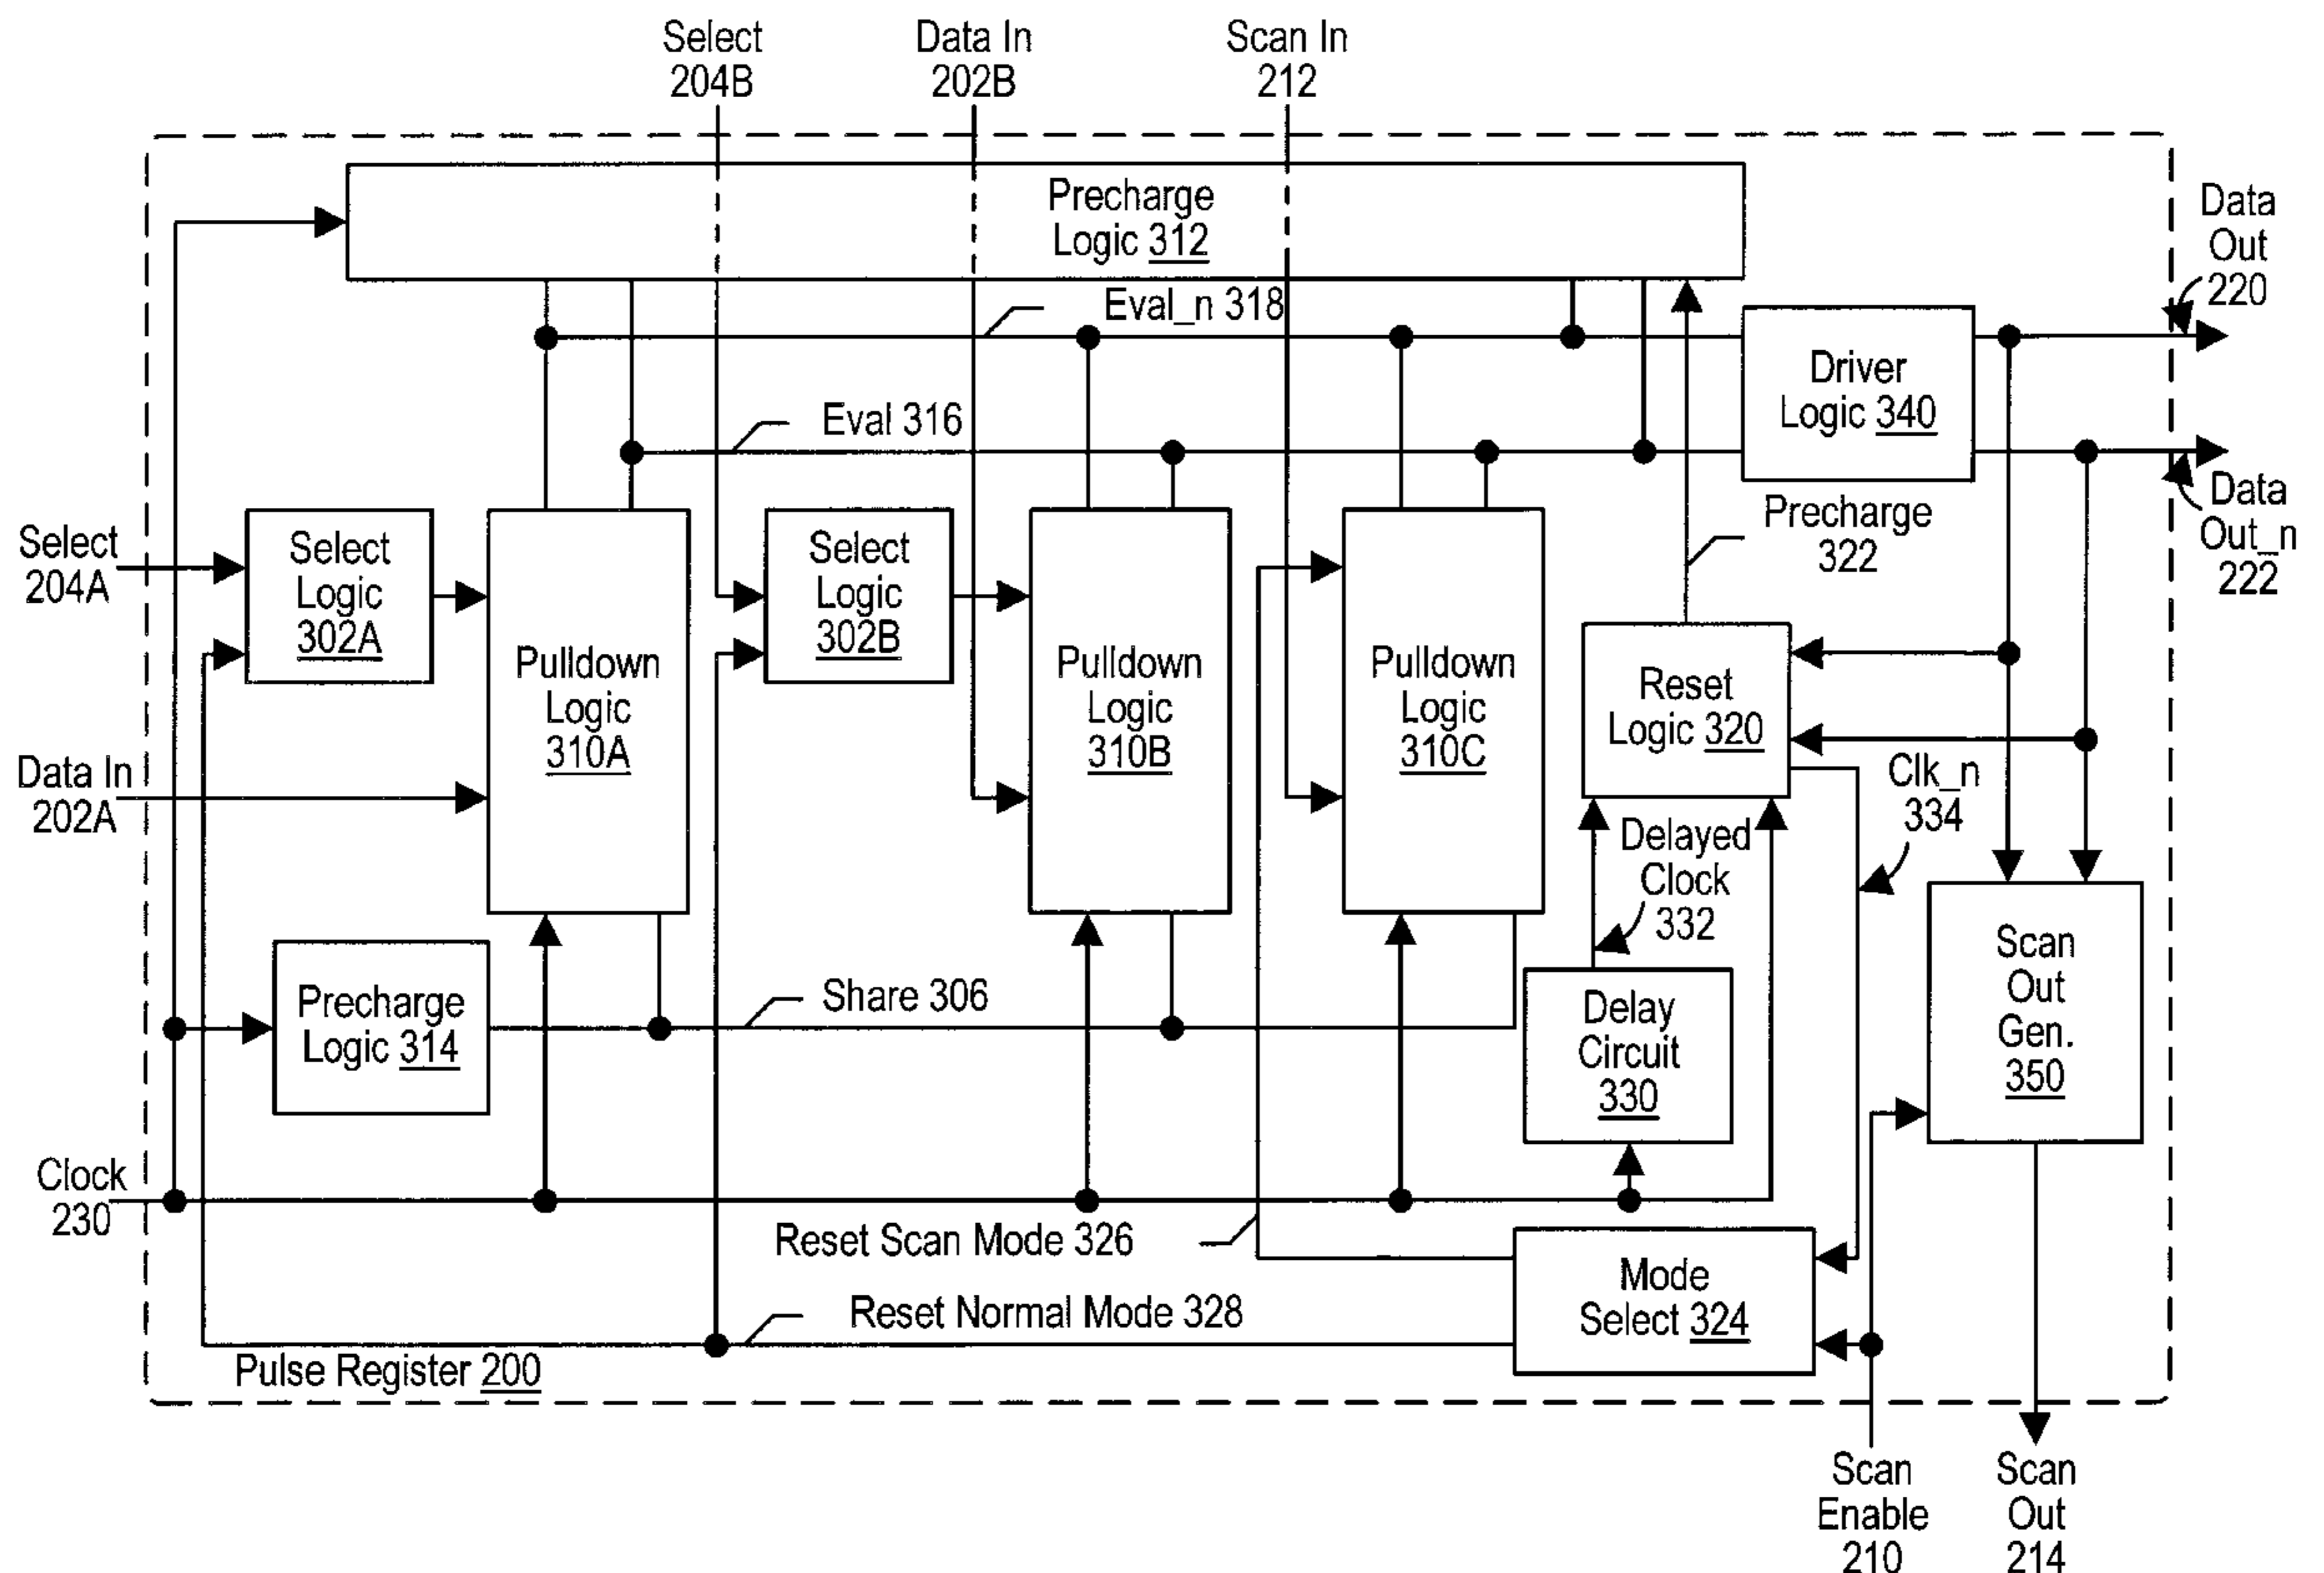 Select
204B
Data In
202B
Scan In
212
Precharge
Logic 312
Data
Out
220
Eval_n 318
Driver
Logic 340
Eval 316
Data
Out_n
222
Precharge
322
Select
204A
Select
Logic
302A
Pulldown
Logic
310A
Select
Logic
302B
Pulldown
Logic
310B
Pulldown
Logic
310C
Reset
Logic 320
Data In
202A
Clk_n
334
Delayed
Clock
332
Precharge
Logic 314
Share 306
Delay
Circuit
330
Scan
Out
Gen.
350
Clock
230
Reset Scan Mode 326
Mode
Select 324
Reset Normal Mode 328
Pulse Register 200
Scan
Enable
210
Scan
Out
214